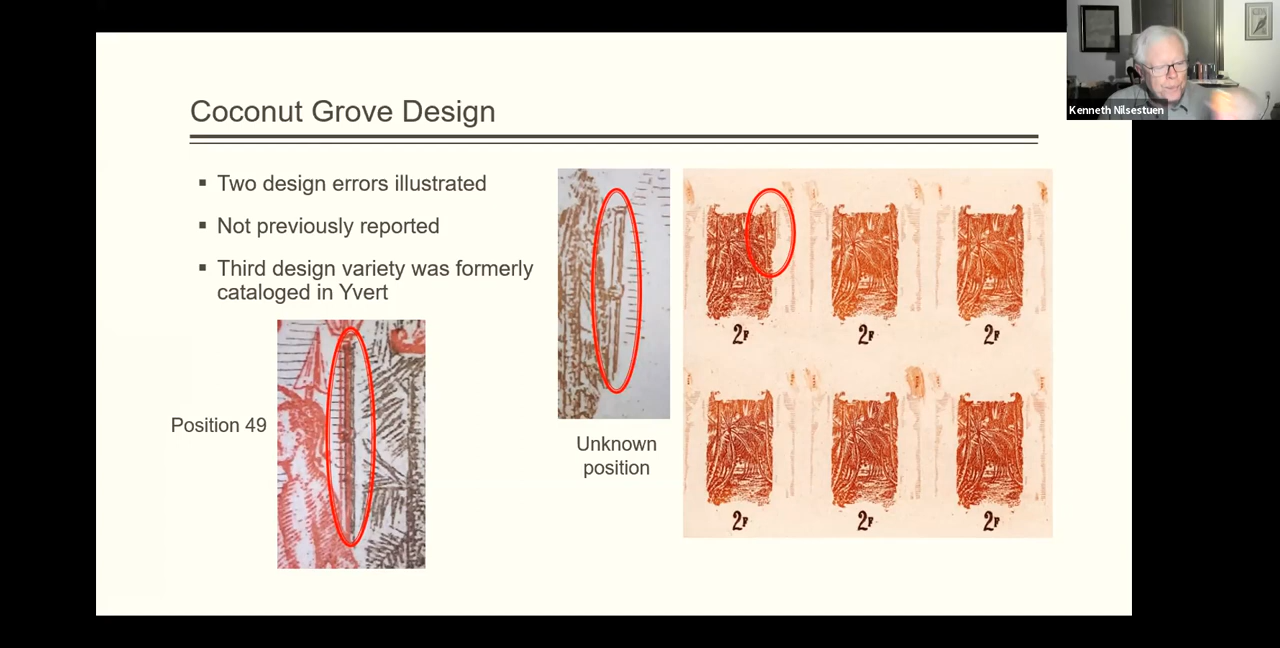 Coconut Grove Design
▪ Two design errors illustrated
▪ Not previously reported
▪ Third design variety was formerly
cataloged in Yvert
Position 49
Unknown
position
2F
2F
2F
2F
2F
2F
Kenneth Nilsestuen